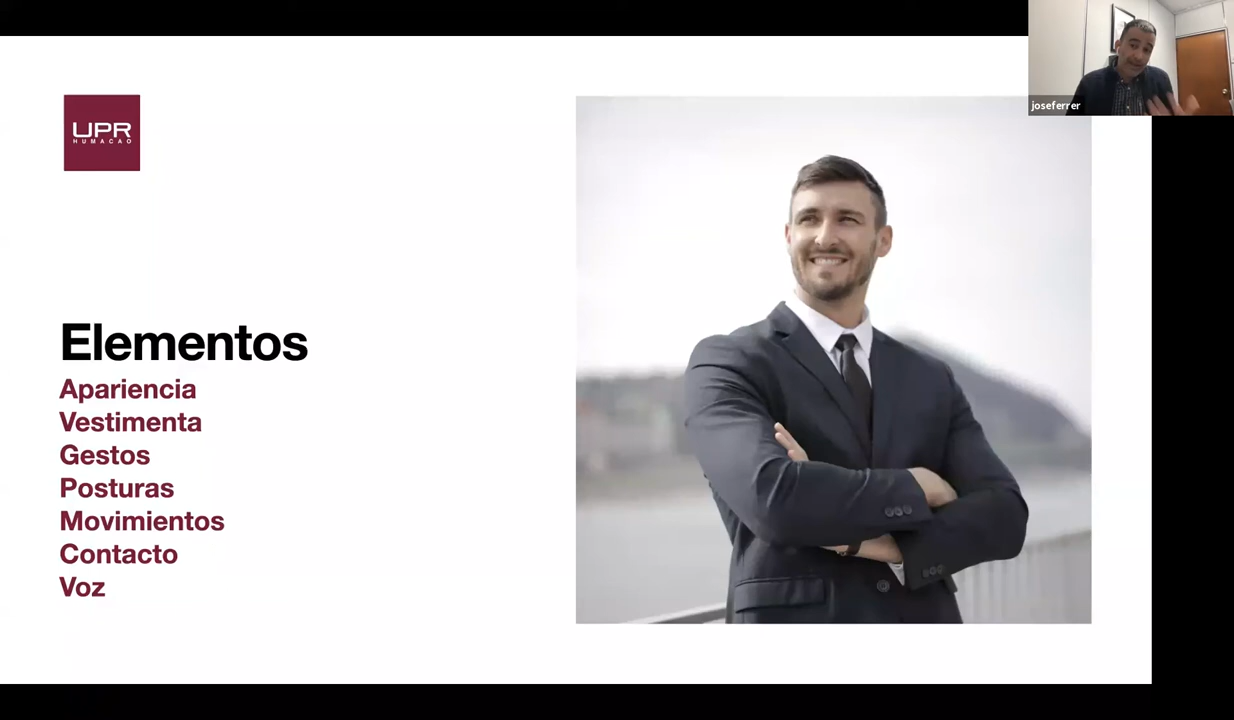 UPR
HUMACAO
Elementos
Apariencia
Vestimenta
Gestos
Posturas
Movimientos
Contacto
Voz
joseferrer